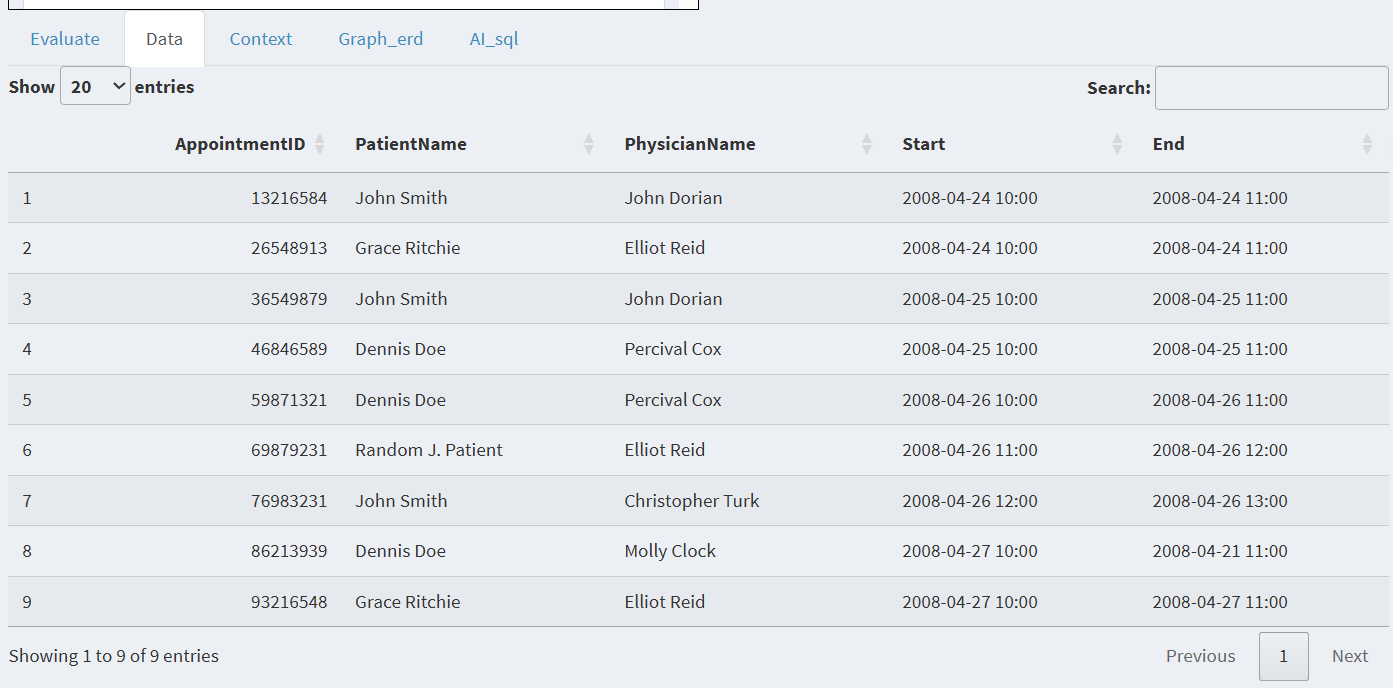 Evaluate Data Context Graph_erd AI_sql
Show 20 entries Search:
AppointmentID PatientName PhysicianName Start End
1 13216584 John Smith John Dorian 2008-04-24 10:00 2008-04-24 11:00
2 26548913 Grace Ritchie Elliot Reid 2008-04-24 10:00 2008-04-24 11:00
3 36549879 John Smith John Dorian 2008-04-25 10:00 2008-04-25 11:00
4 46846589 Dennis Doe Percival Cox 2008-04-25 10:00 2008-04-25 11:00
5 59871321 Dennis Doe Percival Cox 2008-04-26 10:00 2008-04-26 11:00
6 69879231 Random J. Patient Elliot Reid 2008-04-26 11:00 2008-04-26 12:00
7 76983231 John Smith Christopher Turk 2008-04-26 12:00 2008-04-26 13:00
8 86213939 Dennis Doe Molly Clock 2008-04-27 10:00 2008-04-21 11:00
9 93216548 Grace Ritchie Elliot Reid 2008-04-27 10:00 2008-04-27 11:00
Showing 1 to 9 of 9 entries Previous 1 Next